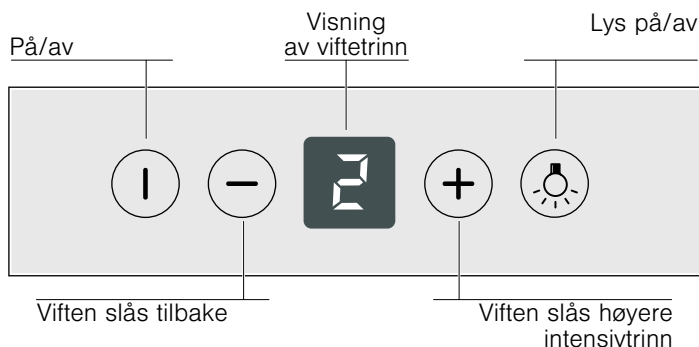 På/av
Visning
av viftetrinn
Lys på/av
2
Viften slås tilbake
Viften slås høyere
intensivtrinn